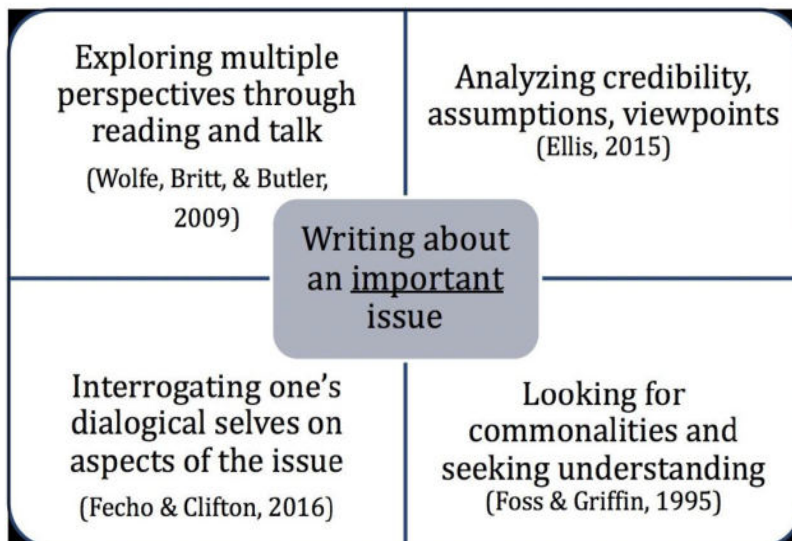 Exploring multiple
perspectives through
reading and talk
(Wolfe, Britt, & Butler,
2009)
Analyzing credibility,
assumptions, viewpoints
(Ellis, 2015)
Writing about
an important
issue
Interrogating one’s
dialogical selves on
aspects of the issue
(Fecho & Clifton, 2016)
Looking for
commonalities and
seeking understanding
(Foss & Griffin, 1995)